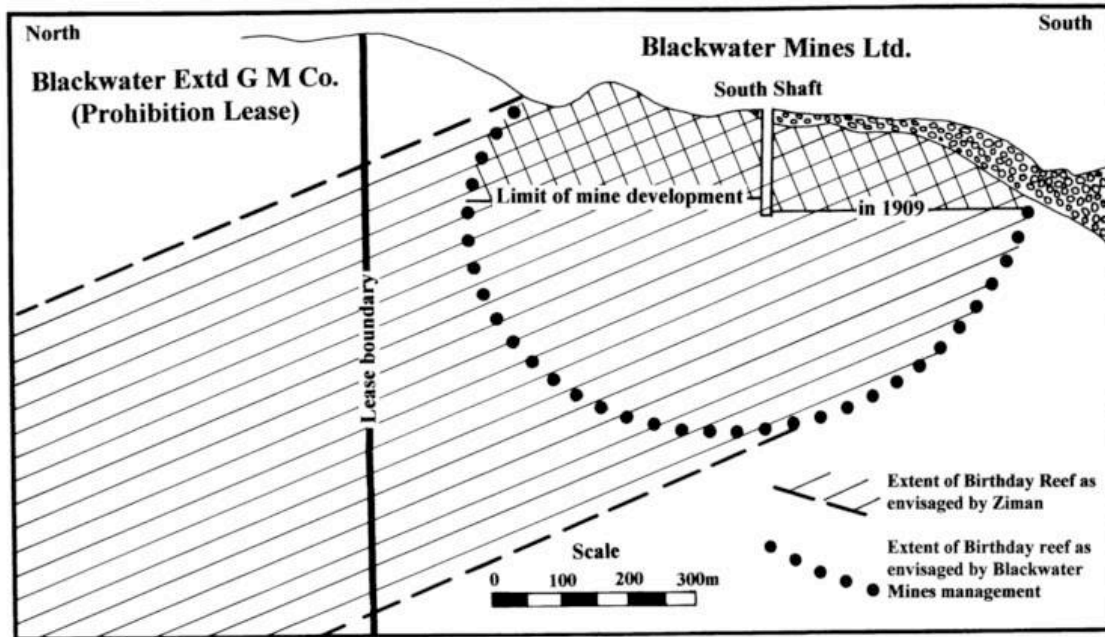 North
South
Blackwater Extd G M Co.
(Prohibition Lease)
Blackwater Mines Ltd.
South Shaft
Limit of mine development
in 1909
Lease boundary
Extent of Birthday Reef as
envisaged by Ziman
Extent of Birthday reef as
envisaged by Blackwater
Mines management
Scale
0 100 200 300m